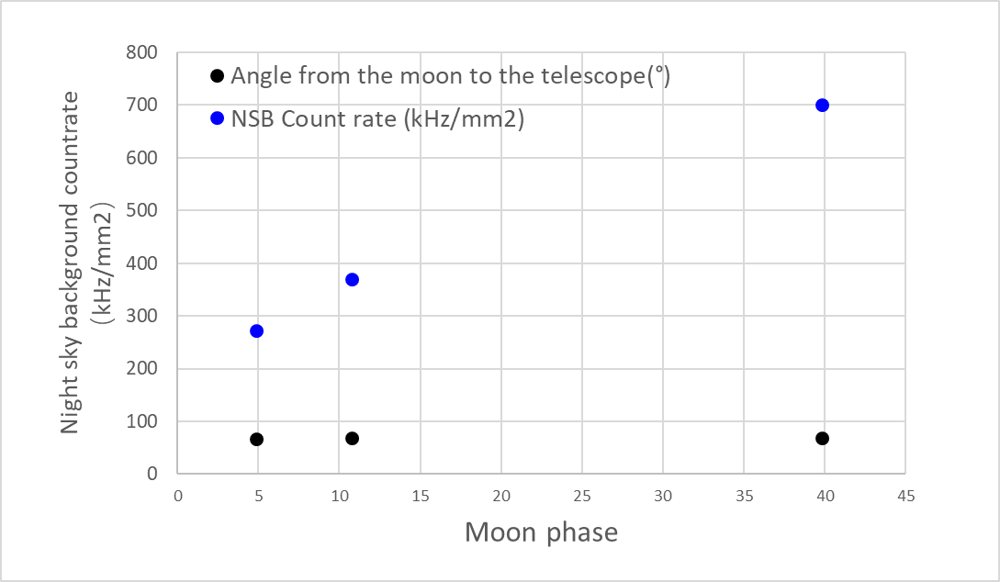 Angle from the moon to the telescope(°)
NSB Count rate (kHz/mm2)
Night sky background countrate
(kHz/mm2)
800
700
600
500
400
300
200
100
0
0 5 10 15 20 25 30 35 40 45
Moon phase